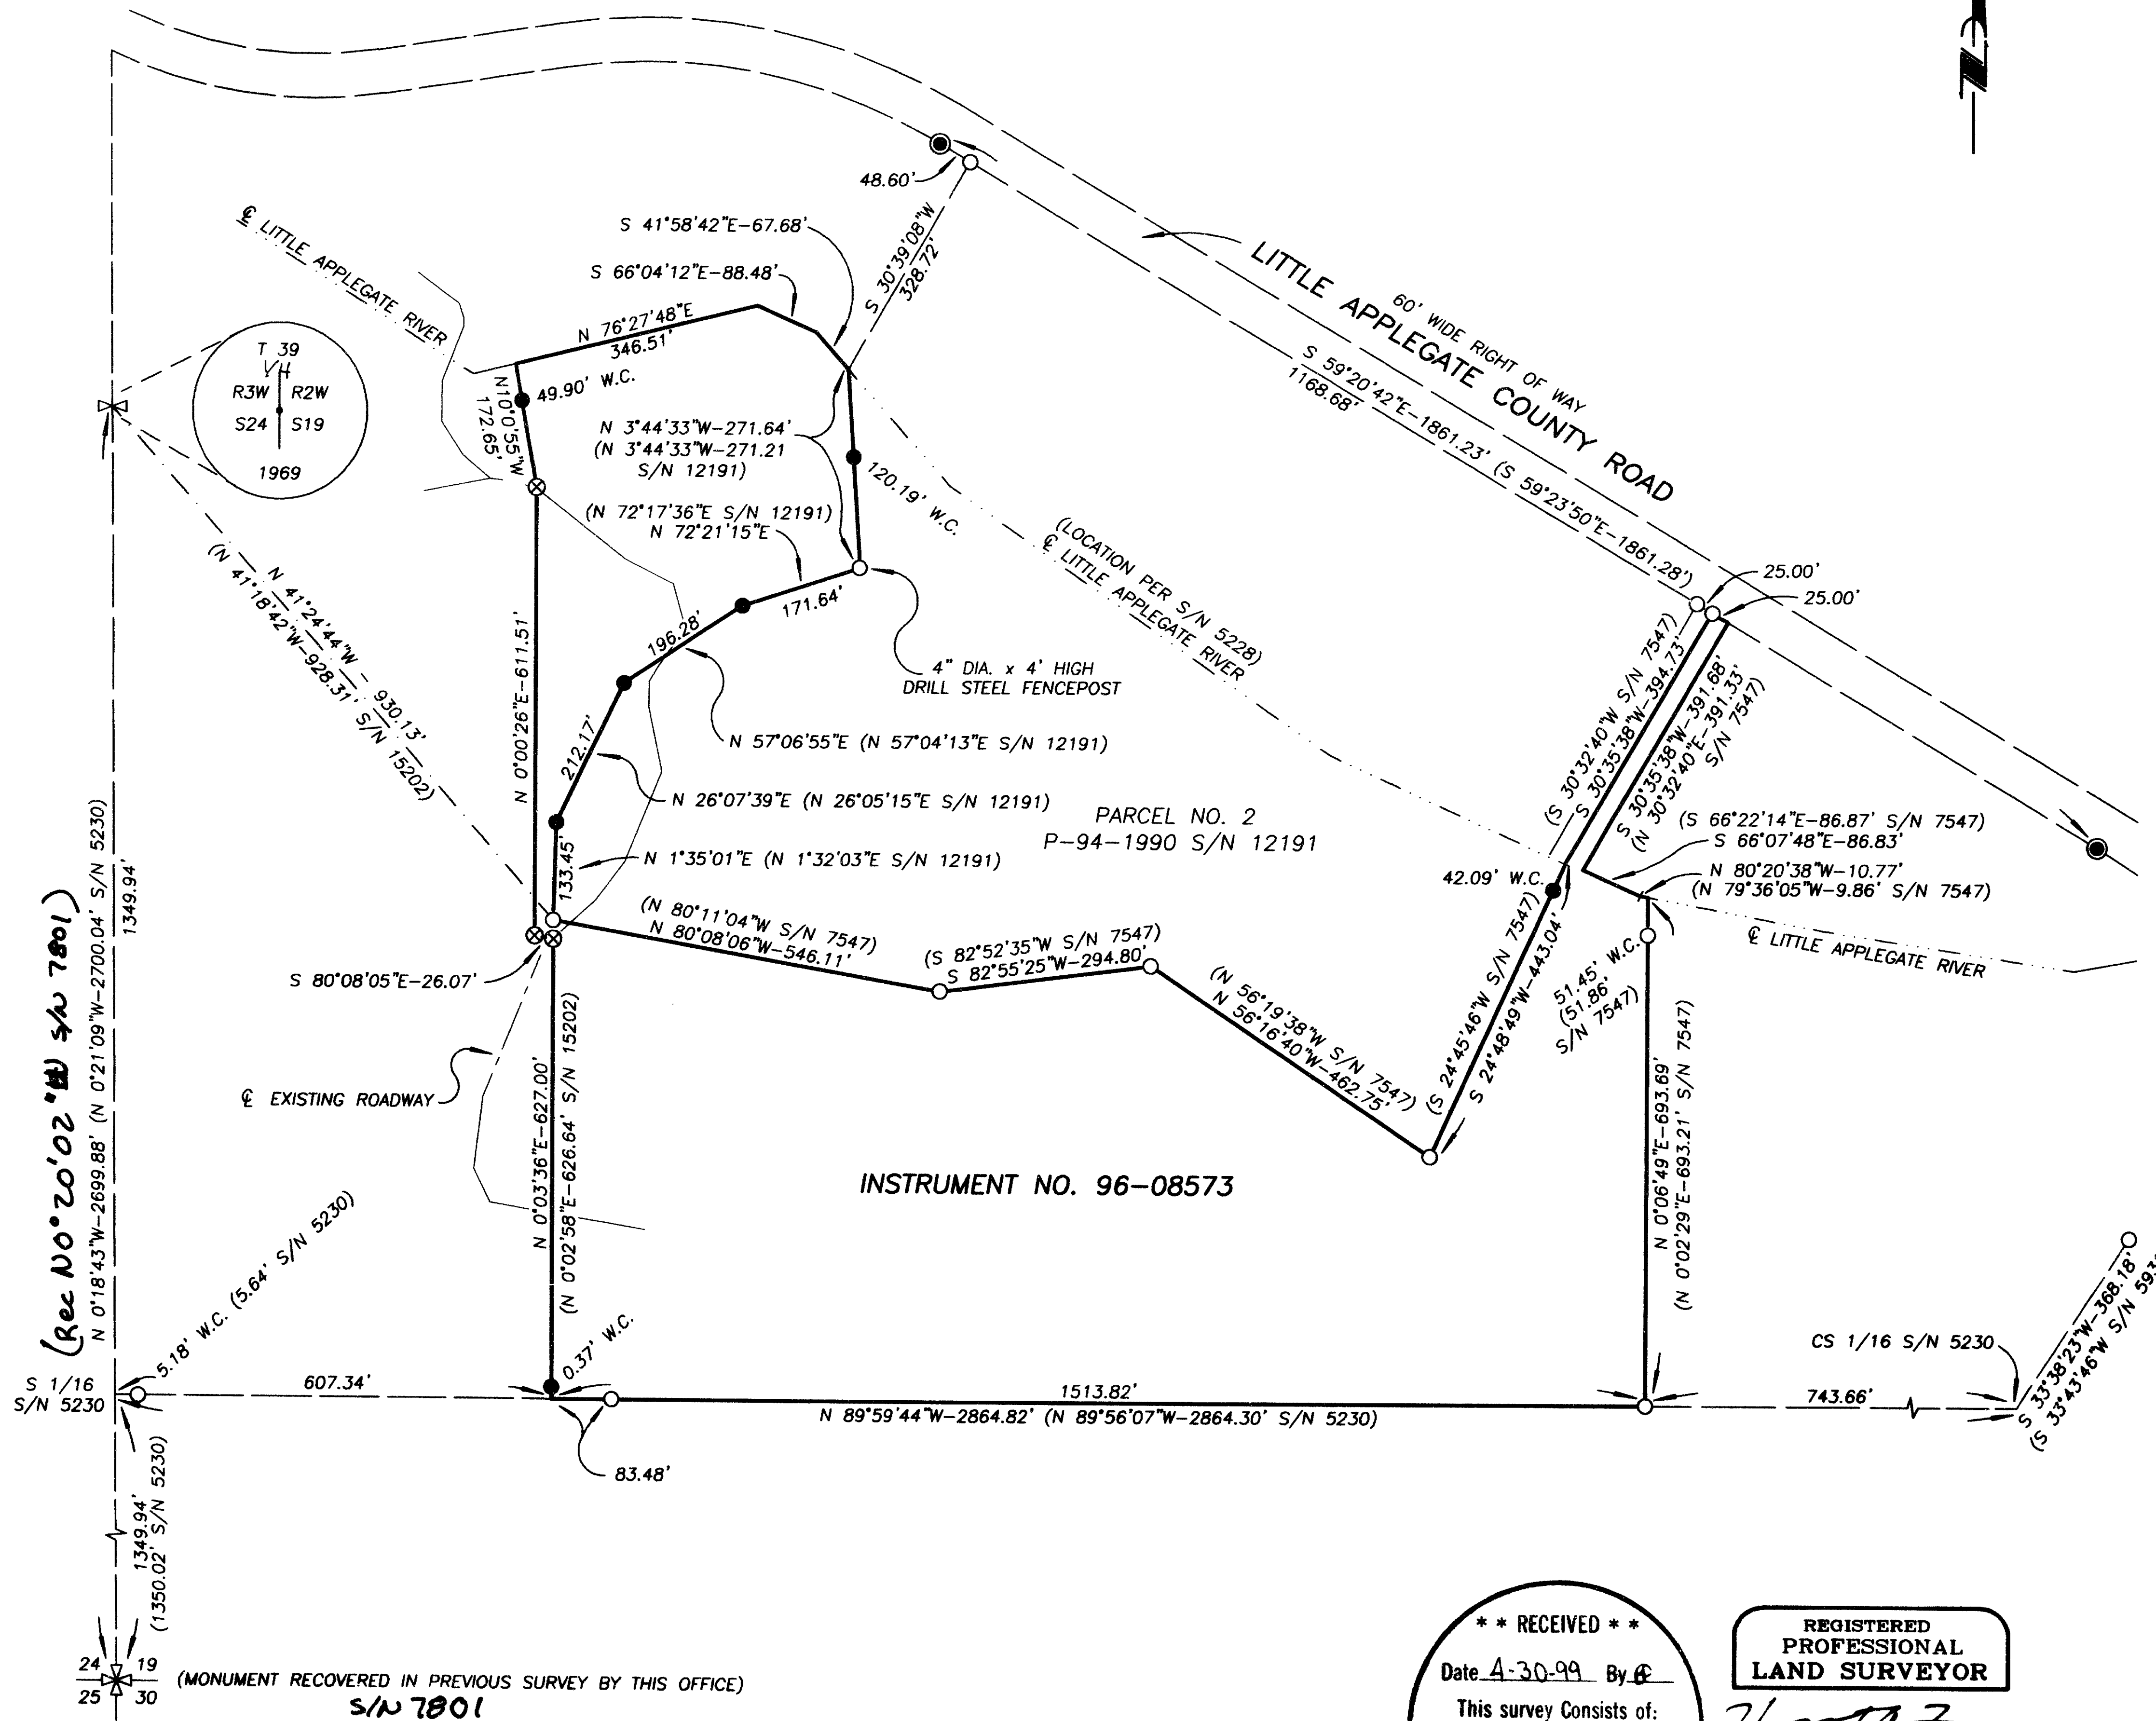 N
48.60'
LITTLE APPLEGATE COUNTY ROAD
60' WIDE RIGHT OF WAY
S 59°20'42"E-1861.23' (S 59°23'50"E-1861.28')
1168.68'
S 41°58'42"E-67.68'
S 66°04'12"E-88.48'
S 30°39'08"W
328.72'
℄ LITTLE APPLEGATE RIVER
N 76°27'48"E
346.51'
T 39
R3W R2W
S24 S19
1969
49.90' W.C.
N10°0'55"W
172.65'
N 3°44'33"W-271.64'
(N 3°44'33"W-271.21
S/N 12191)
120.19' W.C.
(N 72°17'36"E S/N 12191)
N 72°21'15"E
171.64'
(LOCATION PER S/N 5228)
℄ LITTLE APPLEGATE RIVER
25.00'
25.00'
N 41°24'44"W - 930.13'
(N 41°18'42"W-928.31' S/N 15202)
N 0°00'26"E-611.51'
196.28'
4" DIA. x 4' HIGH
DRILL STEEL FENCEPOST
N 57°06'55"E (N 57°04'13"E S/N 12191)
212.17'
N 26°07'39"E (N 26°05'15"E S/N 12191)
PARCEL NO. 2
P-94-1990 S/N 12191
(S 30°32'40"W S/N 7547)
S 30°35'38"W-394.73'
S 30°35'38"W-391.68'
(N 30°32'40"E-391.33'
S/N 7547)
(S 66°22'14"E-86.87' S/N 7547)
S 66°07'48"E-86.83'
N 80°20'38"W-10.77'
(N 79°36'05"W-9.86' S/N 7547)
N 1°35'01"E (N 1°32'03"E S/N 12191)
133.45'
42.09' W.C.
℄ LITTLE APPLEGATE RIVER
(N 80°11'04"W S/N 7547)
N 80°08'06"W-546.11'
(S 82°52'35"W S/N 7547)
S 82°55'25"W-294.80'
(N 56°19'38"W S/N 7547)
N 56°16'40"W-462.75'
(S 24°45'46"W S/N 7547)
S 24°48'49"W-443.04'
51.45' W.C.
(51.86'
S/N 7547)
S 80°08'05"E-26.07'
℄ EXISTING ROADWAY
N 0°03'36"E-627.00'
(N 0°02'58"E-626.64' S/N 15202)
N 0°06'49"E-693.69'
(N 0°02'29"E-693.21' S/N 7547)
INSTRUMENT NO. 96-08573
(Rec N0°20'02" S/N 7801)
N 0°18'43"W-2699.88' (N 0°21'09"W-2700.04' S/N 5230)
1349.94'
5.18' W.C. (5.64' S/N 5230)
0.37' W.C.
S 1/16
S/N 5230
607.34'
1513.82'
N 89°59'44"W-2864.82' (N 89°56'07"W-2864.30' S/N 5230)
CS 1/16 S/N 5230
743.66'
S 33°38'23"W-368.18'
(S 33°43'46"W S/N
83.48'
1349.94'
(1350.02' S/N 5230)
24 19
25 30
(MONUMENT RECOVERED IN PREVIOUS SURVEY BY THIS OFFICE)
S/N 7801
* * RECEIVED * *
Date 4-30-99 By
This survey Consists of:
REGISTERED
PROFESSIONAL
LAND SURVEYOR